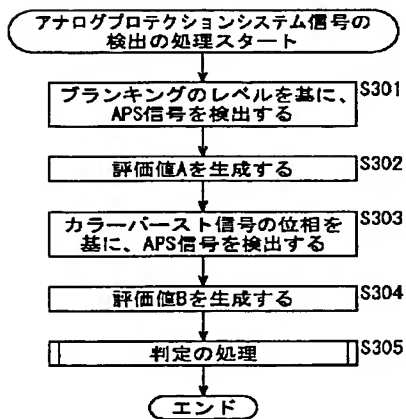 アナログプロテクションシステム信号の
検出の処理スタート
ブランキングのレベルを基に、
APS信号を検出する
S301
評価値Aを生成する
S302
カラーバースト信号の位相を
基に、APS信号を検出する
S303
評価値Bを生成する
S304
判定の処理
S305
エンド